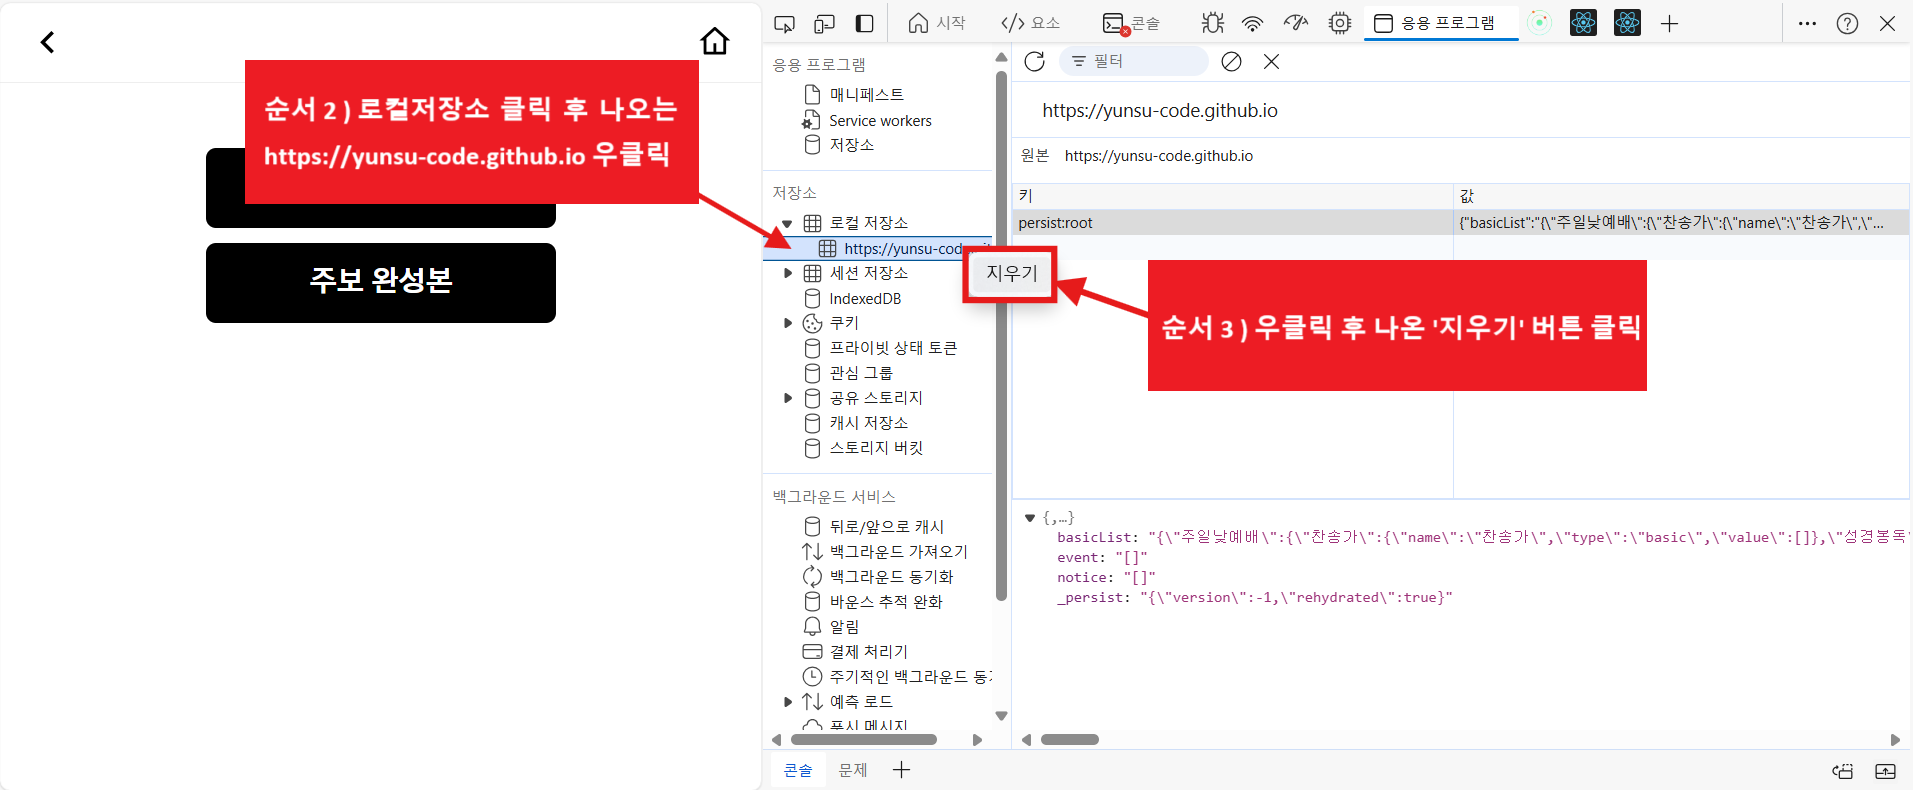 순서 2 ) 로컬저장소 클릭 후 나오는
https://yunsu-code.github.io 우클릭
주보 완성본
시작
요소
콘솔
응용 프로그램
응용 프로그램
매니페스트
Service workers
저장소
저장소
로컬 저장소
https://yunsu-code
세션 저장소
IndexedDB
쿠키
프라이빗 상태 토큰
관심 그룹
공유 스토리지
캐시 저장소
스토리지 버킷
백그라운드 서비스
뒤로/앞으로 캐시
백그라운드 가져오기
백그라운드 동기화
바운스 추적 완화
알림
결제 처리기
주기적인 백그라운드 동기
예측 로드
푸시 메시지
지우기
필터
https://yunsu-code.github.io
원본 https://yunsu-code.github.io
키 값
persist:root {"basicList":"{\"주일낮예배\":{\"찬송가\":{\"name\":\"찬송가\",\"...
순서 3 ) 우클릭 후 나온 '지우기' 버튼 클릭
{,…}
basicList: "{\"주일낮예배\":{\"찬송가\":{\"name\":\"찬송가\",\"type\":\"basic\",\"value\":[]},\"성경봉독
event: "[]"
notice: "[]"
_persist: "{\"version\":-1,\"rehydrated\":true}"
콘솔 문제